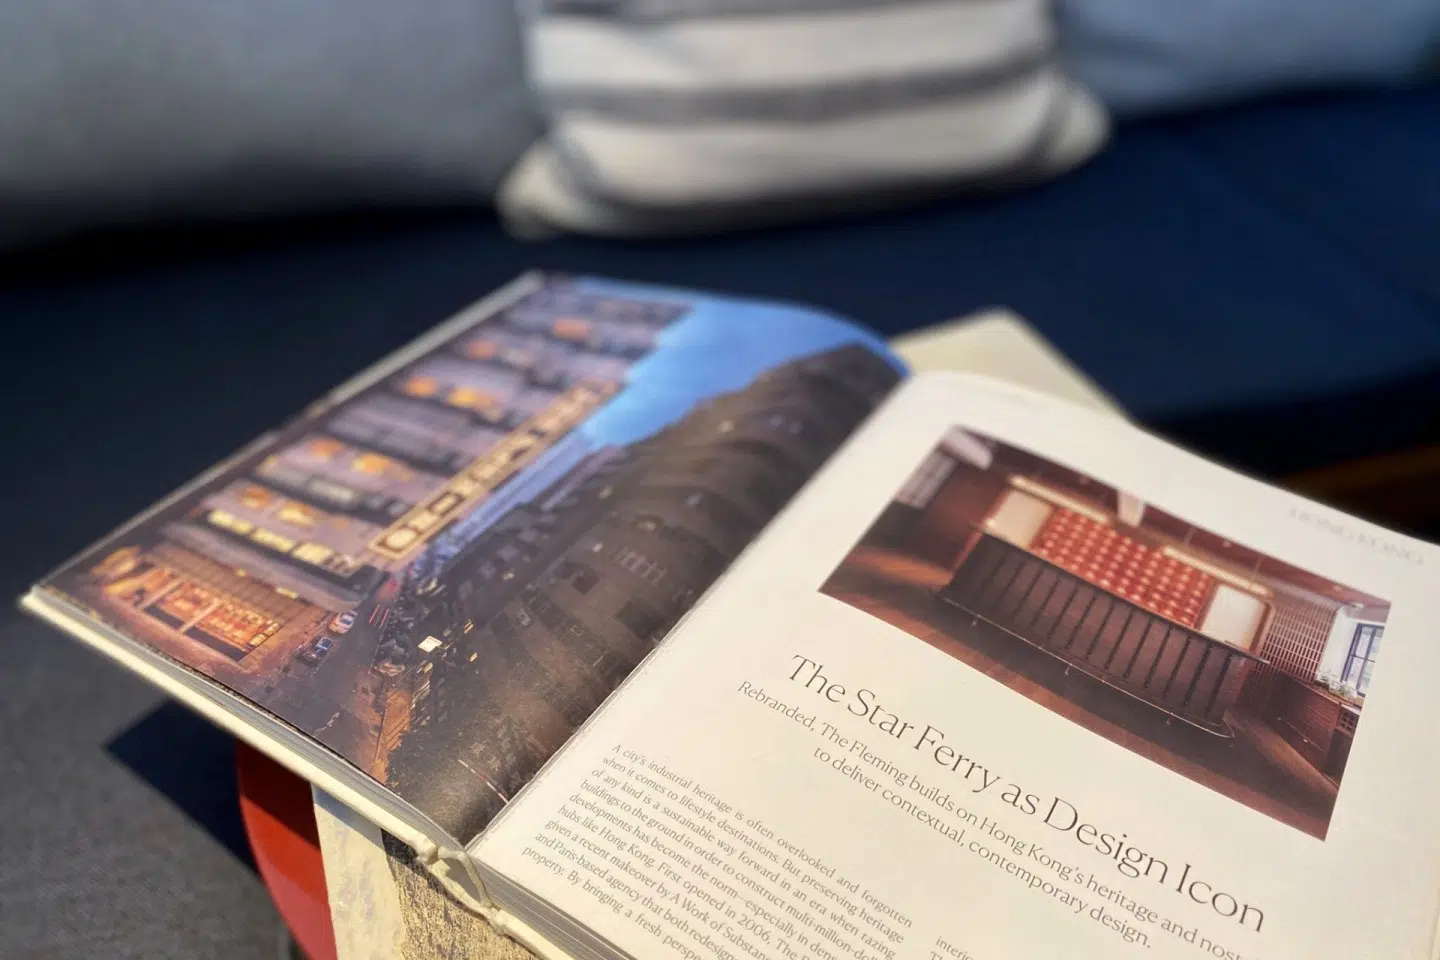 HONG KONG
The Star Ferry as Design Icon
Rebranded, The Fleming builds on Hong Kong's heritage and nost
to deliver contextual, contemporary design.
A city's industrial heritage is often overlooked and forgotten
when it comes to lifestyle destinations. But preserving heritage
of any kind is a sustainable way forward in an era when razing
buildings to the ground in order to construct multi-million-dol
developments has become the norm—especially in dens
hubs like Hong Kong. First opened in 2006, The
given a recent makeover by A Work of Substanc
and Paris-based agency that both redesign
property. By bringing a fresh perspe
interio